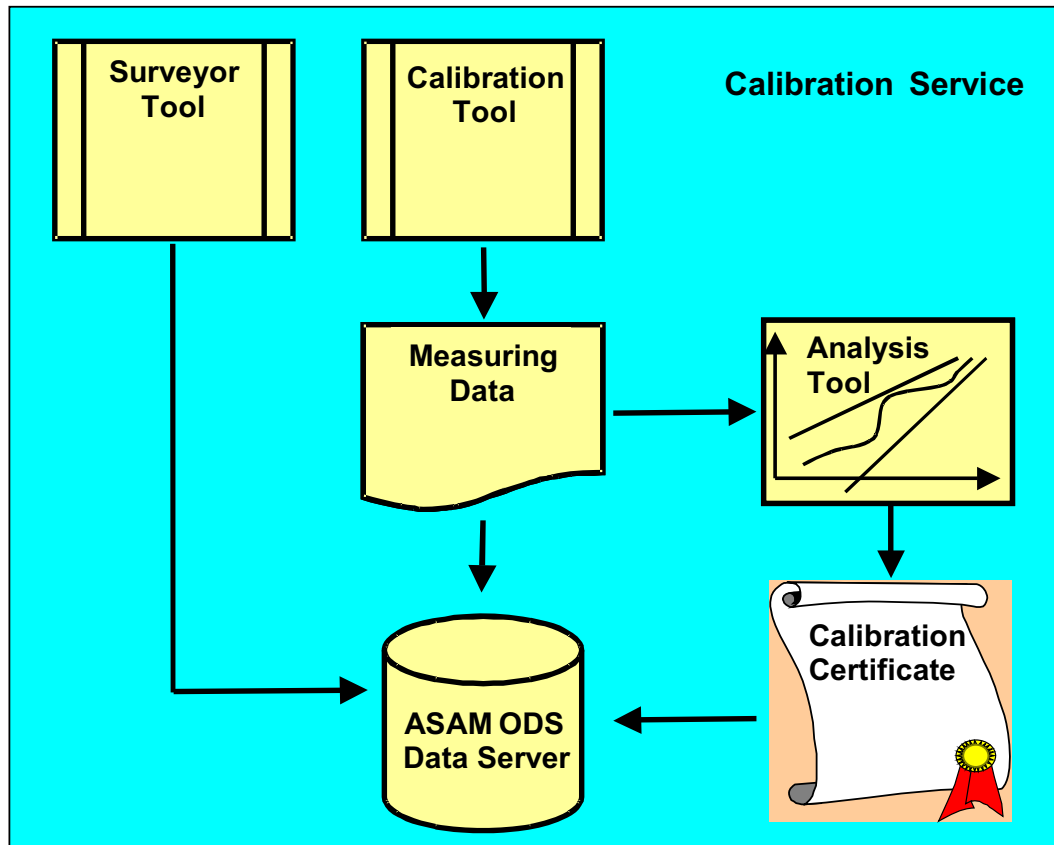 Surveyor
Tool
Calibration
Tool
Calibration Service
Measuring
Data
Analysis
Tool
Calibration
Certificate
ASAM ODS
Data Server